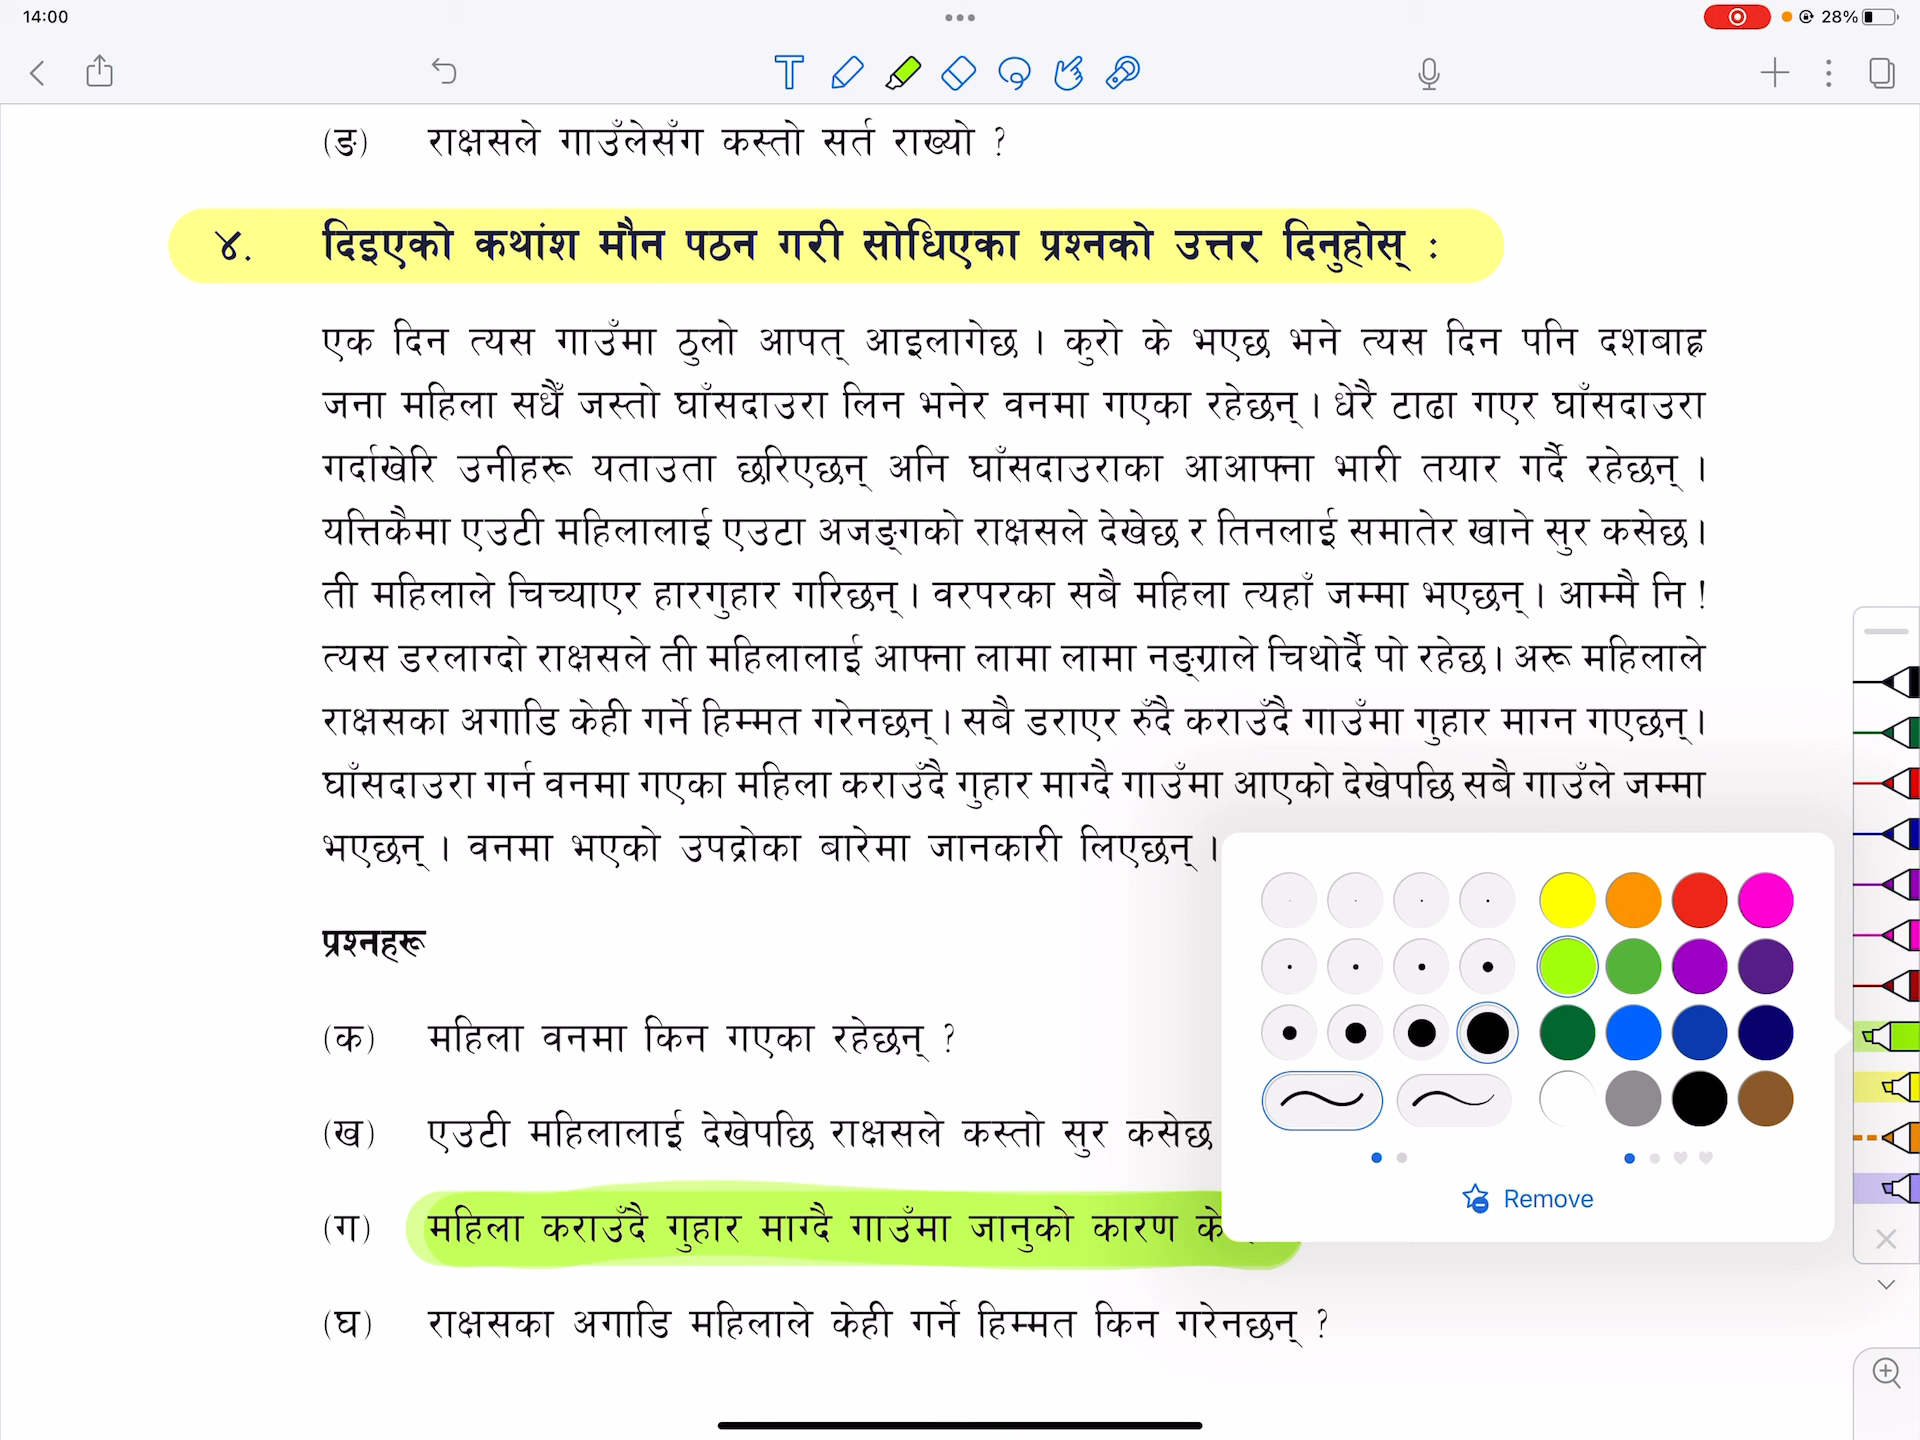 14:00
28%
(ङ) राक्षसले गाउँलेसँग कस्तो सर्त राख्यो ?
४. दिइएको कथांश मौन पठन गरी सोधिएका प्रश्नको उत्तर दिनुहोस् :
एक दिन त्यस गाउँमा ठुलो आपत् आइलागेछ । कुरो के भएछ भने त्यस दिन पनि दशबाह्र
जना महिला सधैँ जस्तो घाँसदाउरा लिन भनेर वनमा गएका रहेछन् । धेरै टाढा गएर घाँसदाउरा
गर्दाखेरि उनीहरू यताउता छरिएछन् अनि घाँसदाउराका आआफ्ना भारी तयार गर्दै रहेछन् ।
यत्तिकैमा एउटी महिलालाई एउटा अजङ्गको राक्षसले देखेछ र तिनलाई समातेर खाने सुर कसेछ ।
ती महिलाले चिच्याएर हारगुहार गरिछन् । वरपरका सबै महिला त्यहाँ जम्मा भएछन् । आम्मै नि !
त्यस डरलाग्दो राक्षसले ती महिलालाई आफ्ना लामा लामा नङ्ग्राले चिथोर्दै पो रहेछ । अरू महिलाले
राक्षसका अगाडि केही गर्ने हिम्मत गरेनछन् । सबै डराएर रुँदै कराउँदै गाउँमा गुहार माग्न गएछन् ।
घाँसदाउरा गर्न वनमा गएका महिला कराउँदै गुहार माग्दै गाउँमा आएको देखेपछि सबै गाउँले जम्मा
भएछन् । वनमा भएको उपद्रोका बारेमा जानकारी लिएछन् ।
प्रश्नहरू
(क) महिला वनमा किन गएका रहेछन् ?
(ख) एउटी महिलालाई देखेपछि राक्षसले कस्तो सुर कसेछ
(ग) महिला कराउँदै गुहार माग्दै गाउँमा जानुको कारण के
(घ) राक्षसका अगाडि महिलाले केही गर्ने हिम्मत किन गरेनछन् ?
Remove